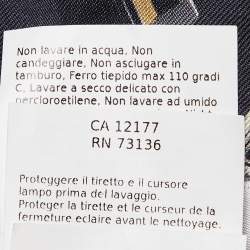 Non lavare in acqua, Non
candeggiare, Non asciugare in
tamburo, Ferro tiepido max 110 gradi
C, Lavare a secco delicato con
percloroetilene, Non lavare ad umido
CA 12177
RN 73136
Proteggere il tiretto e il cursore
lampo prima del lavaggio.
Proteger la tirette et le curseur de la
fermeture eclaire avant le nettoyage.